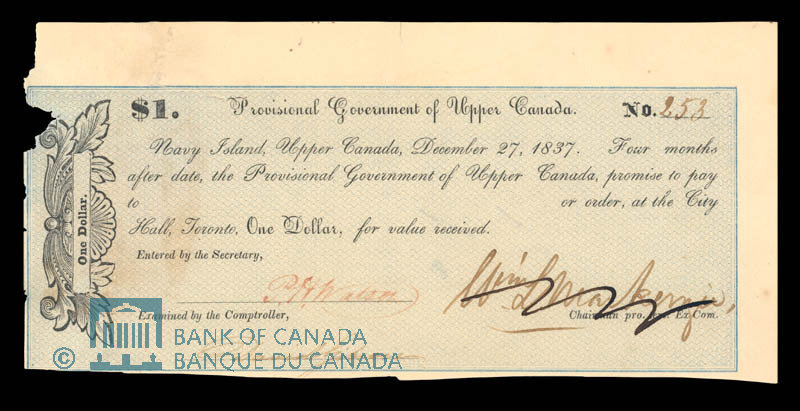 $1. Provisional Government of Upper Canada. No. 253
Navy Island, Upper Canada, December 27, 1837. Four months
after date, the Provisional Government of Upper Canada, promise to pay
to or order, at the City
Hall, Toronto, One Dollar, for value received.
One Dollar.
Entered by the Secretary,
Wm L Mackenzie,
Examined by the Comptroller,
Chairman pro. tem. Ex Com.
© BANK OF CANADA
BANQUE DU CANADA